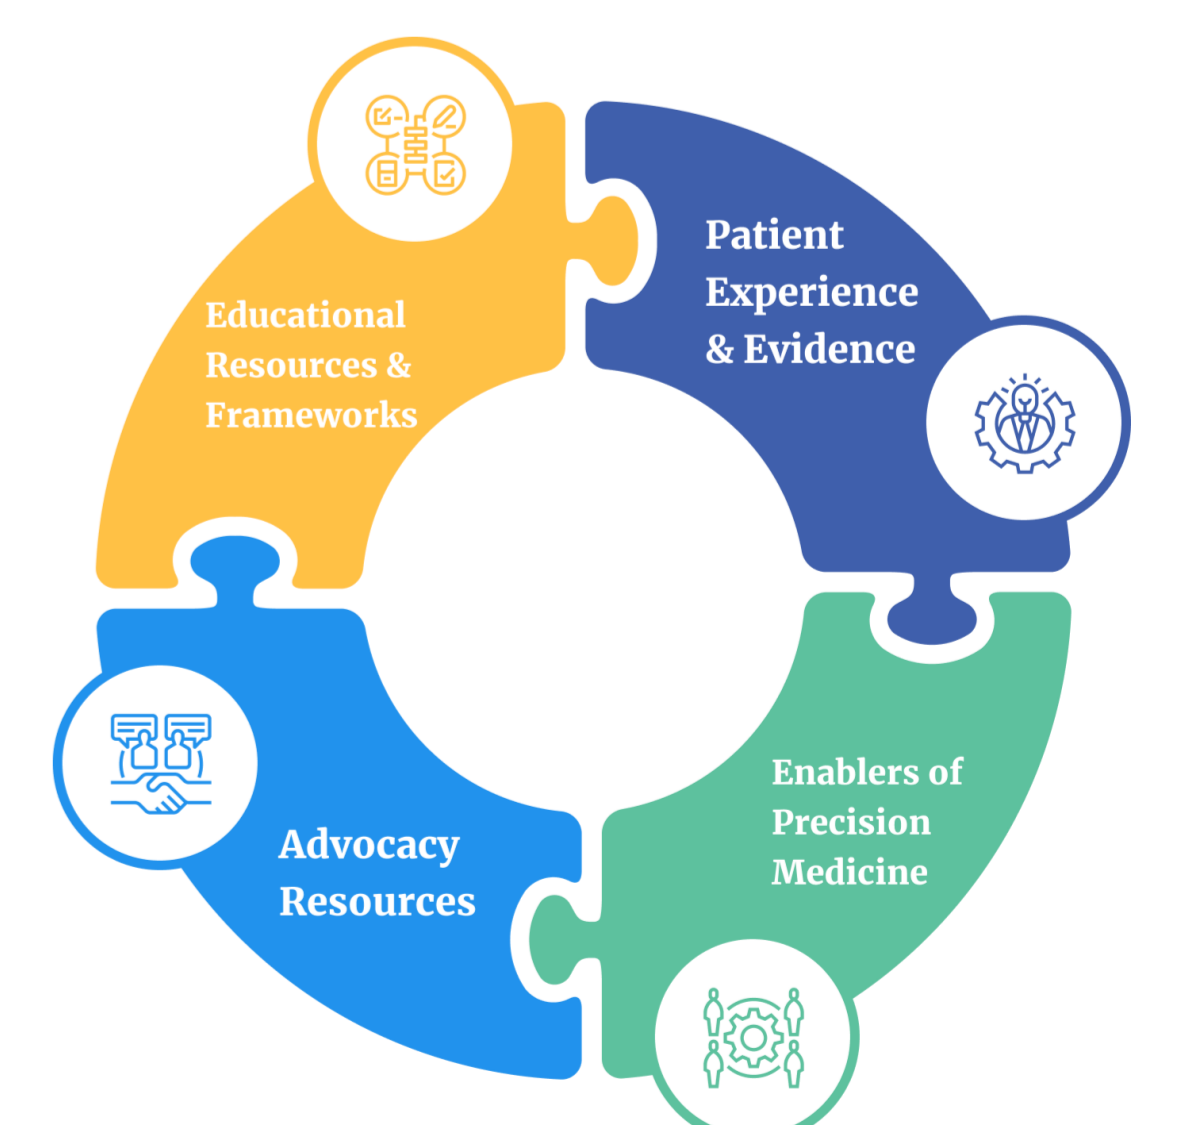 Educational
Resources &
Frameworks
Patient
Experience
& Evidence
Advocacy
Resources
Enablers of
Precision
Medicine